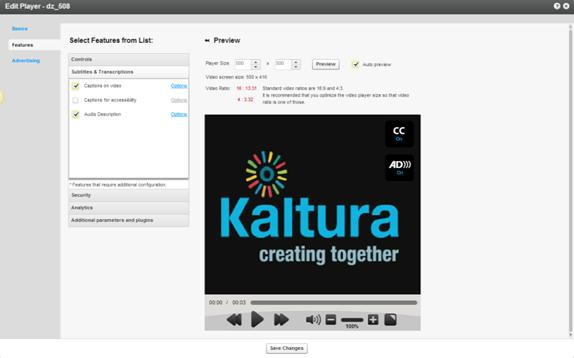 Edit Player - dz_508
Basics
Features
Advertising
Select Features from List:
Controls
Subtitles & Transcriptions
Captions on video Options
Captions for accessibility Options
Audio Description Options
* Features that require additional configuration.
Security
Analytics
Additional parameters and plugins
Preview
Player Size: 500 x 500 Preview Auto preview
Video screen size: 500 x 416
Video Ratio: 16 : 13.31 Standard video ratios are 16:9 and 4:3.
4 : 3.32 It is recommended that you optimize the video player size so that video
ratio is one of those.
CC
On
AD)))
On
Kaltura
creating together
00:00 / 00:03
100%
Save Changes